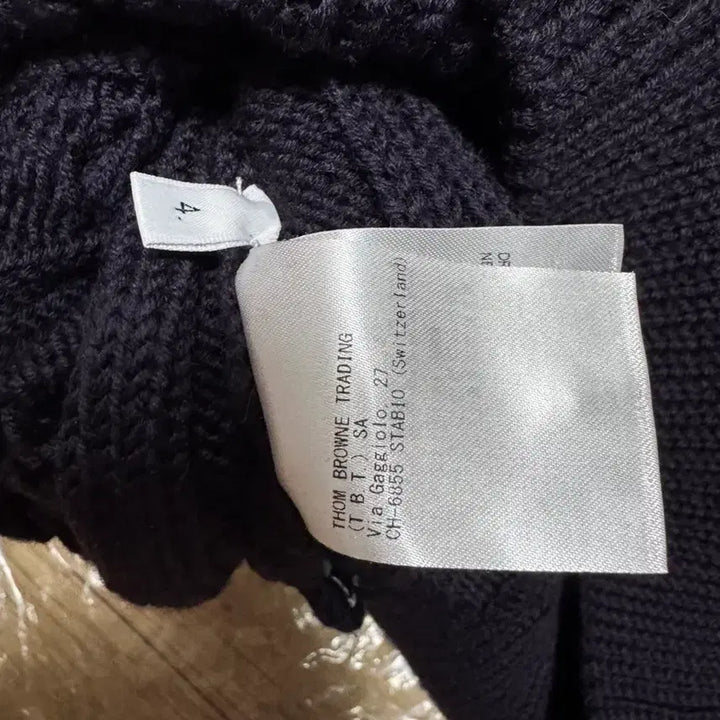 4.
THOM BROWNE TRADING
(T.B.T.) SA
Via Gaggiolo, 27
CH-6855 STABIO (Switzerland)